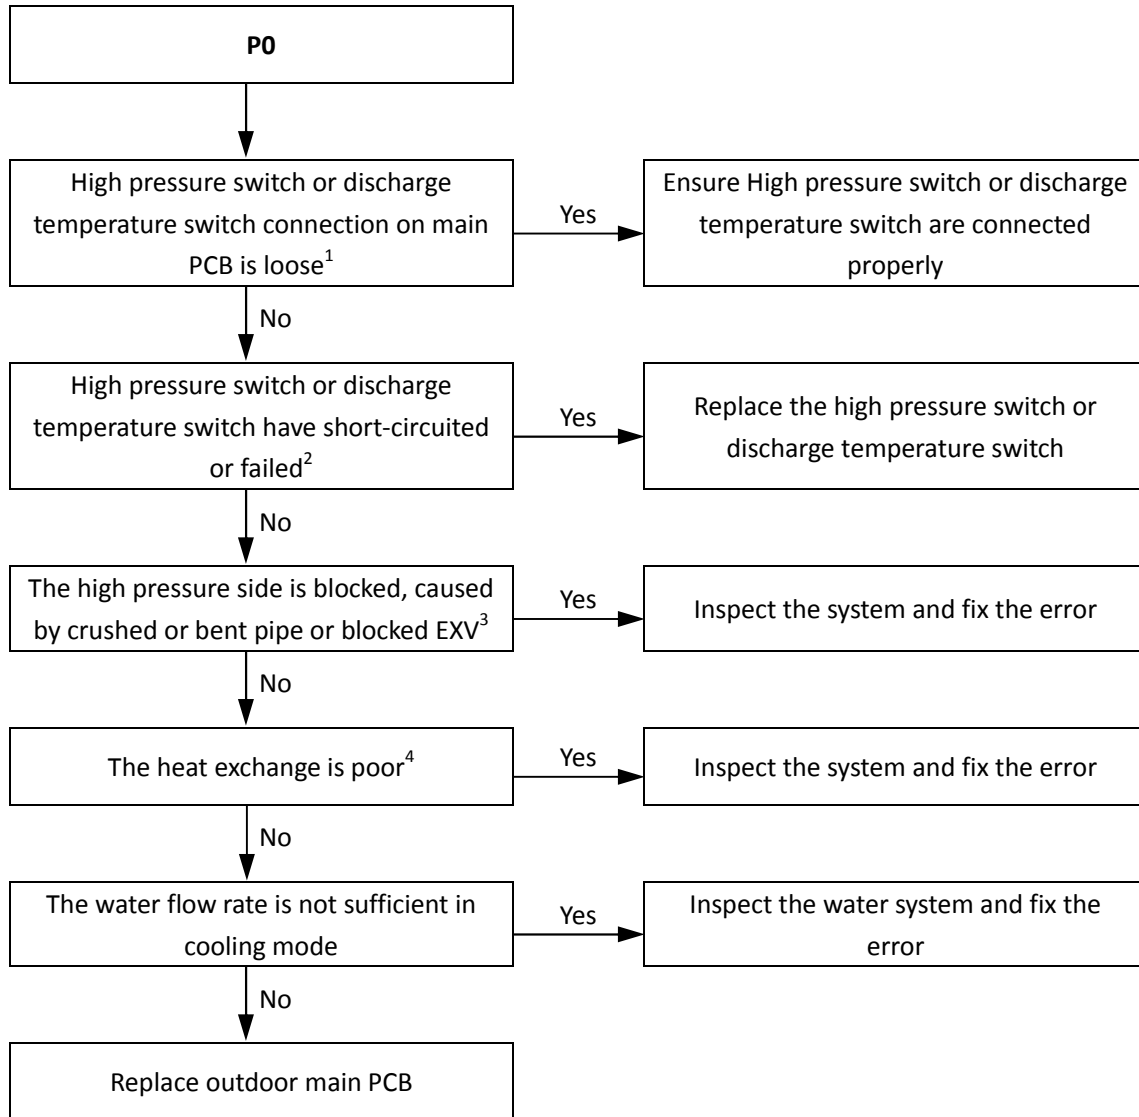 P0
High pressure switch or discharge
temperature switch connection on main
PCB is loose1
Yes
Ensure High pressure switch or discharge
temperature switch are connected
properly
No
High pressure switch or discharge
temperature switch have short-circuited
or failed2
Yes
Replace the high pressure switch or
discharge temperature switch
No
The high pressure side is blocked, caused
by crushed or bent pipe or blocked EXV3
Yes
Inspect the system and fix the error
No
The heat exchange is poor4
Yes
Inspect the system and fix the error
No
The water flow rate is not sufficient in
cooling mode
Yes
Inspect the water system and fix the
error
No
Replace outdoor main PCB